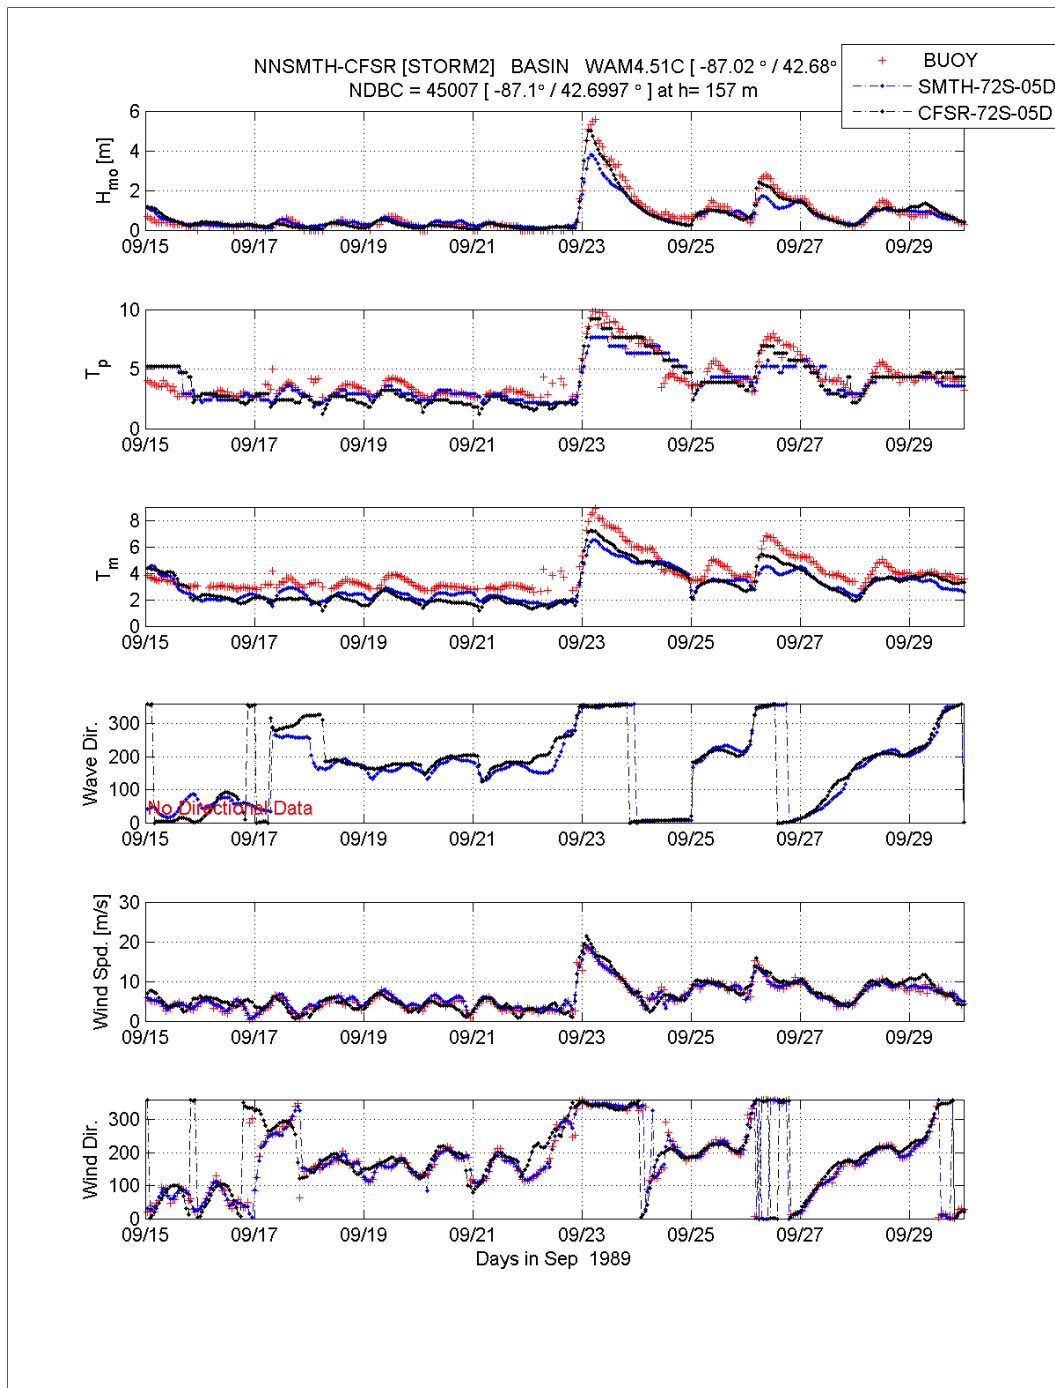 NNSMTH-CFSR [STORM2] BASIN WAM4.51C [ -87.02 ° / 42.68°
NDBC = 45007 [ -87.1° / 42.6997 ° ] at h= 157 m
BUOY
SMTH-72S-05D
CFSR-72S-05D
H_mo [m]
6
4
2
0
09/15 09/17 09/19 09/21 09/23 09/25 09/27 09/29
T_p
10
5
0
09/15 09/17 09/19 09/21 09/23 09/25 09/27 09/29
T_m
8
6
4
2
0
09/15 09/17 09/19 09/21 09/23 09/25 09/27 09/29
Wave Dir.
300
200
100
0
No Directional Data
09/15 09/17 09/19 09/21 09/23 09/25 09/27 09/29
Wind Spd. [m/s]
30
20
10
0
09/15 09/17 09/19 09/21 09/23 09/25 09/27 09/29
Wind Dir.
300
200
100
0
09/15 09/17 09/19 09/21 09/23 09/25 09/27 09/29
Days in Sep 1989